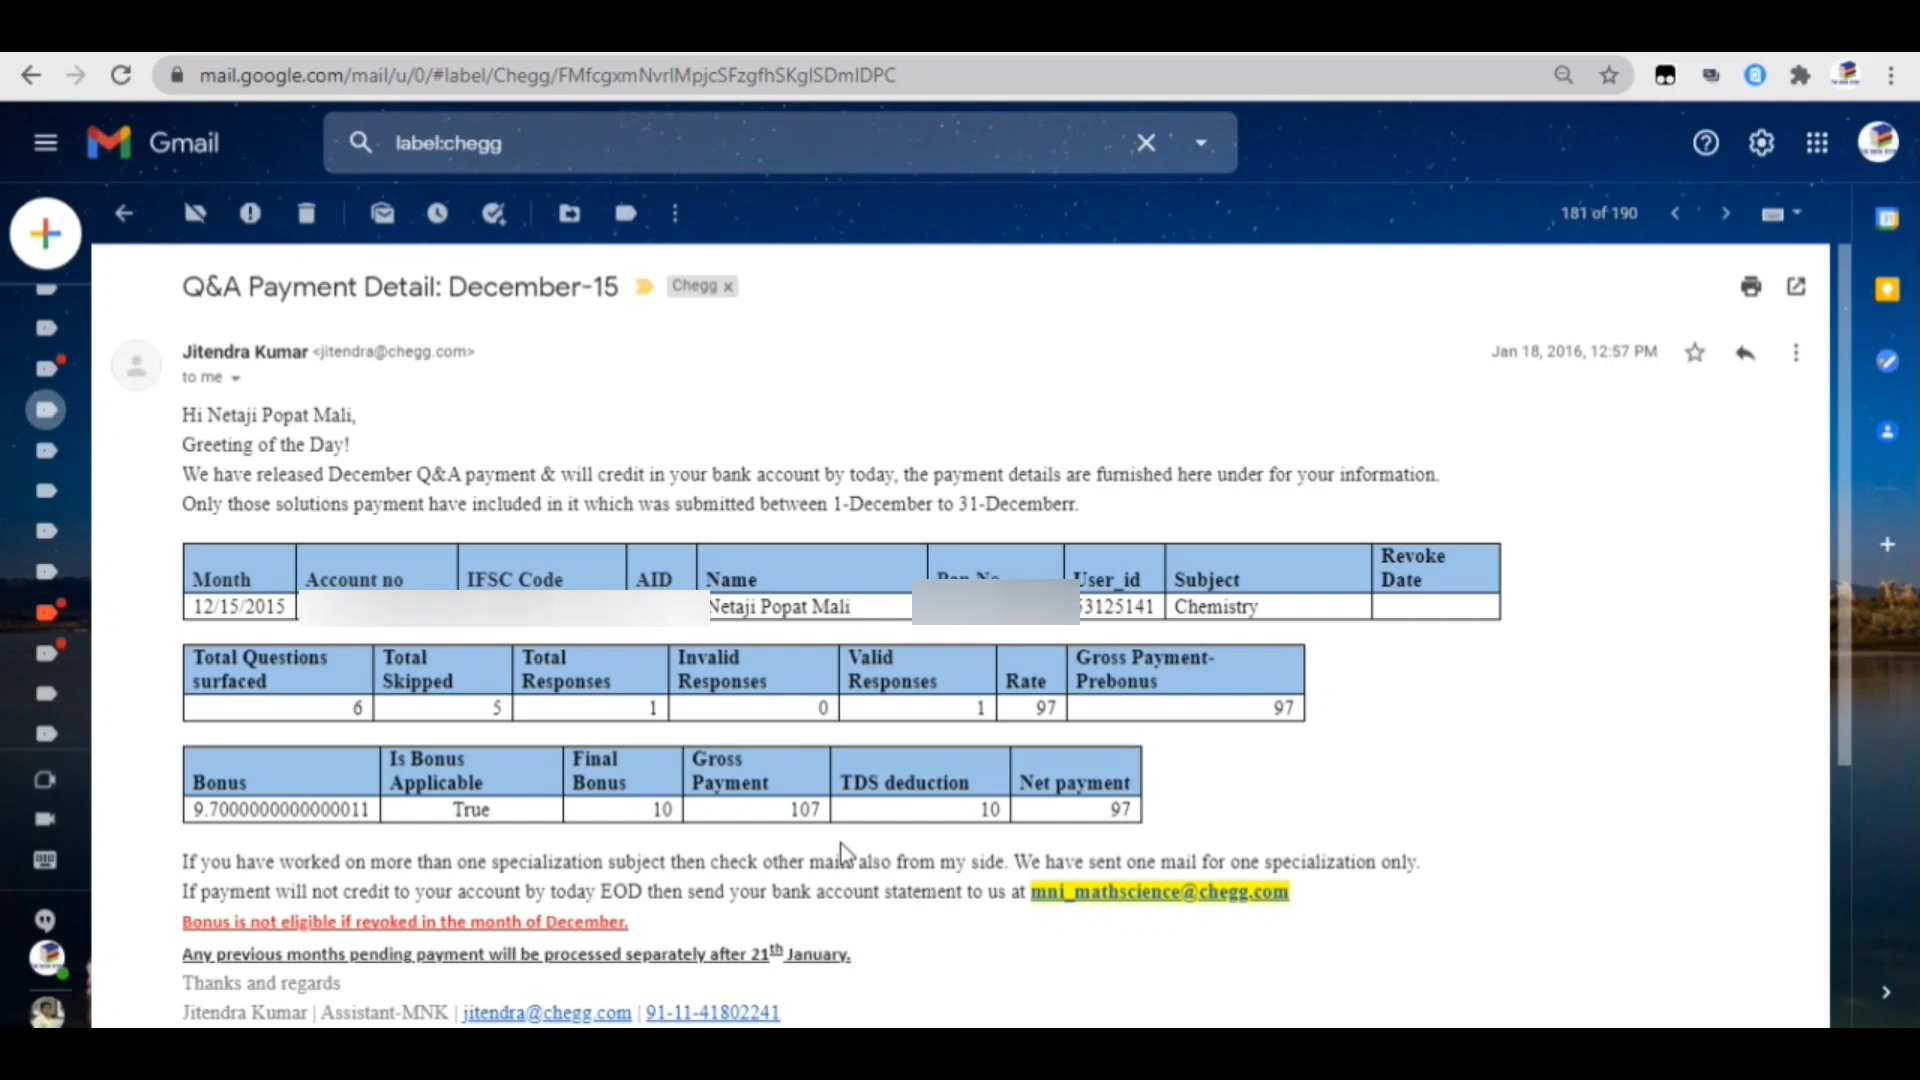 mail.google.com/mail/u/0/#label/Chegg/FMfcgxmNvrlMpjcSFzgfhSKglSDmlDPC
Gmail
label:chegg
181 of 190
Q&A Payment Detail: December-15
Chegg x
Jitendra Kumar <jitendra@chegg.com>
Jan 18, 2016, 12:57 PM
to me
Hi Netaji Popat Mali,
Greeting of the Day!
We have released December Q&A payment & will credit in your bank account by today, the payment details are furnished here under for your information.
Only those solutions payment have included in it which was submitted between 1-December to 31-Decemberr.
Month Account no IFSC Code AID Name Pan No User_id Subject Revoke Date
12/15/2015 Netaji Popat Mali 53125141 Chemistry
Total Questions surfaced Total Skipped Total Responses Invalid Responses Valid Responses Rate Gross Payment-Prebonus
6 5 1 0 1 97 97
Bonus Is Bonus Applicable Final Bonus Gross Payment TDS deduction Net payment
9.7000000000000011 True 10 107 10 97
If you have worked on more than one specialization subject then check other mails also from my side. We have sent one mail for one specialization only.
If payment will not credit to your account by today EOD then send your bank account statement to us at mni_mathscience@chegg.com
Bonus is not eligible if revoked in the month of December.
Any previous months pending payment will be processed separately after 21th January.
Thanks and regards
Jitendra Kumar | Assistant-MNK | jitendra@chegg.com | 91-11-41802241